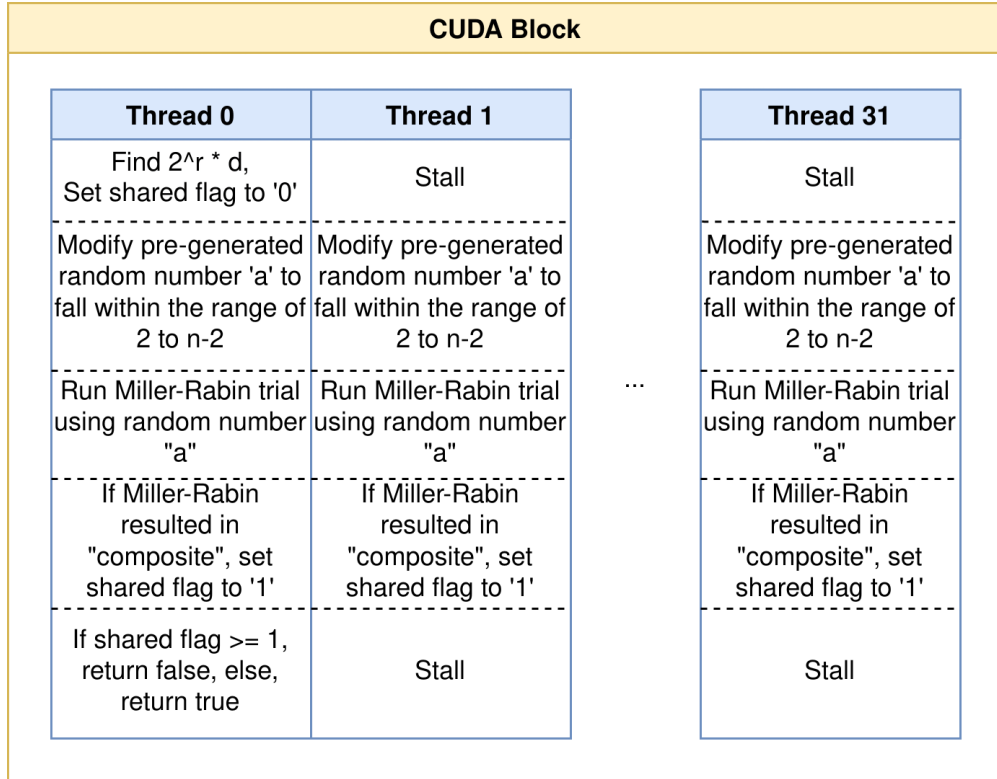 CUDA Block
Thread 0
Thread 1
Thread 31
Find 2^r * d,
Set shared flag to '0'
Stall
Stall
Modify pre-generated
random number 'a' to
fall within the range of
2 to n-2
Modify pre-generated
random number 'a' to
fall within the range of
2 to n-2
Modify pre-generated
random number 'a' to
fall within the range of
2 to n-2
...
Run Miller-Rabin trial
using random number
"a"
Run Miller-Rabin trial
using random number
"a"
Run Miller-Rabin trial
using random number
"a"
If Miller-Rabin
resulted in
"composite", set
shared flag to '1'
If Miller-Rabin
resulted in
"composite", set
shared flag to '1'
If Miller-Rabin
resulted in
"composite", set
shared flag to '1'
If shared flag >= 1,
return false, else,
return true
Stall
Stall